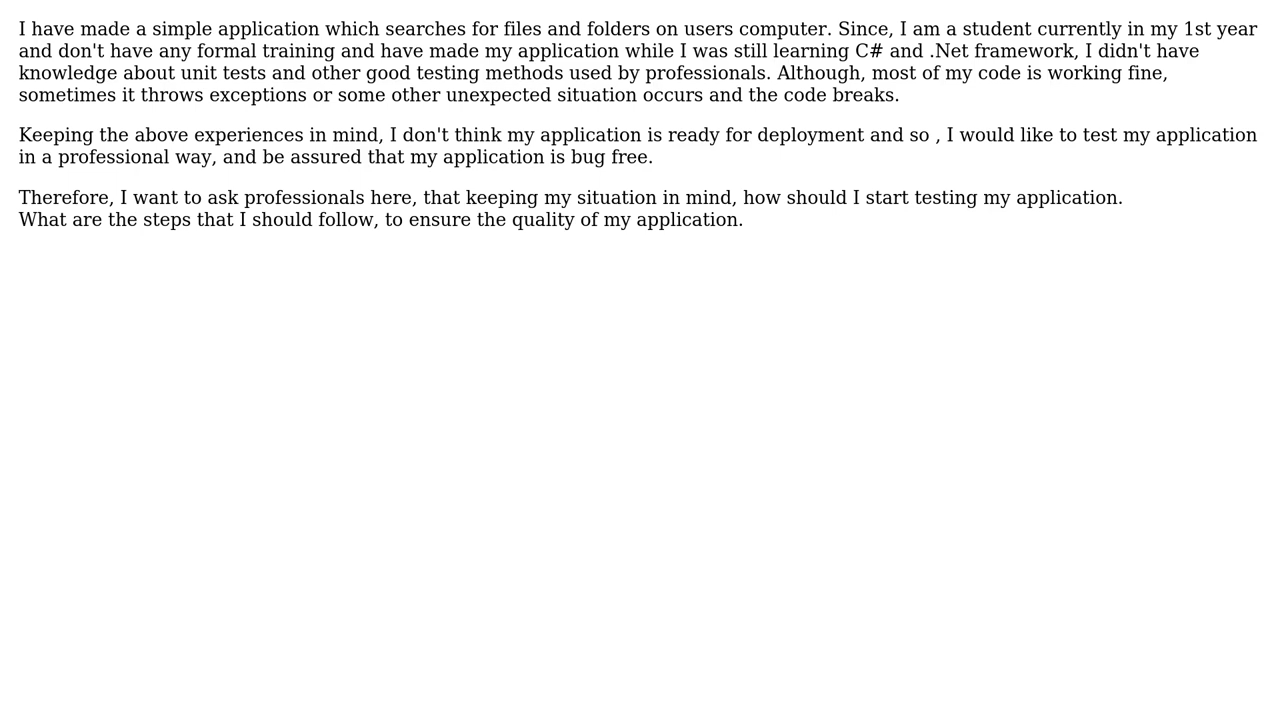 I have made a simple application which searches for files and folders on users computer. Since, I am a student currently in my 1st year
and don't have any formal training and have made my application while I was still learning C# and .Net framework, I didn't have
knowledge about unit tests and other good testing methods used by professionals. Although, most of my code is working fine,
sometimes it throws exceptions or some other unexpected situation occurs and the code breaks.
Keeping the above experiences in mind, I don't think my application is ready for deployment and so , I would like to test my application
in a professional way, and be assured that my application is bug free.
Therefore, I want to ask professionals here, that keeping my situation in mind, how should I start testing my application.
What are the steps that I should follow, to ensure the quality of my application.